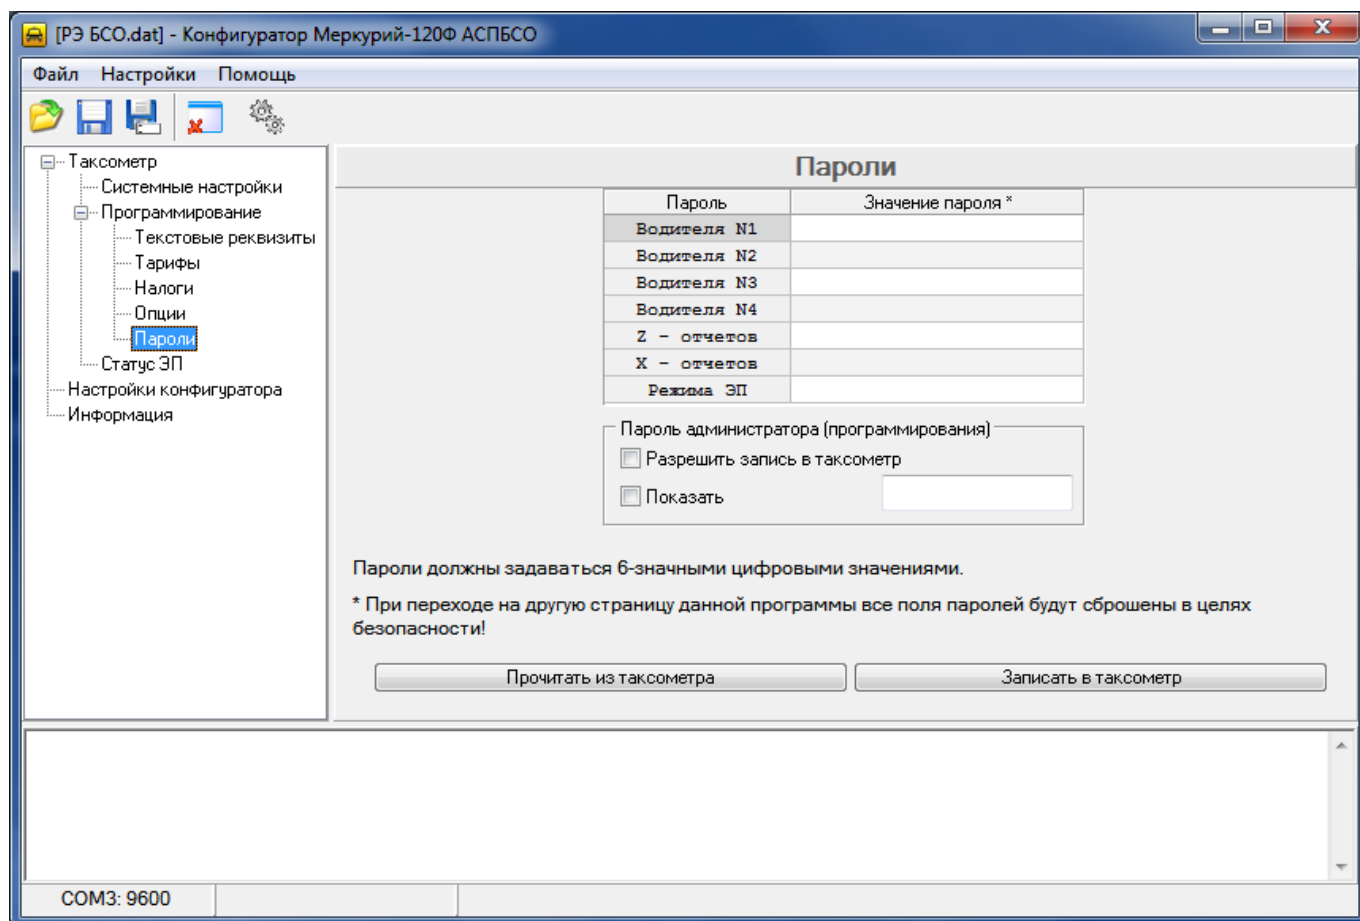 [РЭ БСО.dat] - Конфигуратор Меркурий-120Ф АСПБСО
Файл Настройки Помощь
Таксометр
Системные настройки
Программирование
Текстовые реквизиты
Тарифы
Налоги
Опции
Пароли
Статус ЭП
Настройки конфигуратора
Информация
Пароли
Пароль Значение пароля *
Водителя N1
Водителя N2
Водителя N3
Водителя N4
Z - отчетов
X - отчетов
Режима ЭП
Пароль администратора (программирования)
Разрешить запись в таксометр
Показать
Пароли должны задаваться 6-значными цифровыми значениями.
* При переходе на другую страницу данной программы все поля паролей будут сброшены в целях
безопасности!
Прочитать из таксометра Записать в таксометр
COM3: 9600